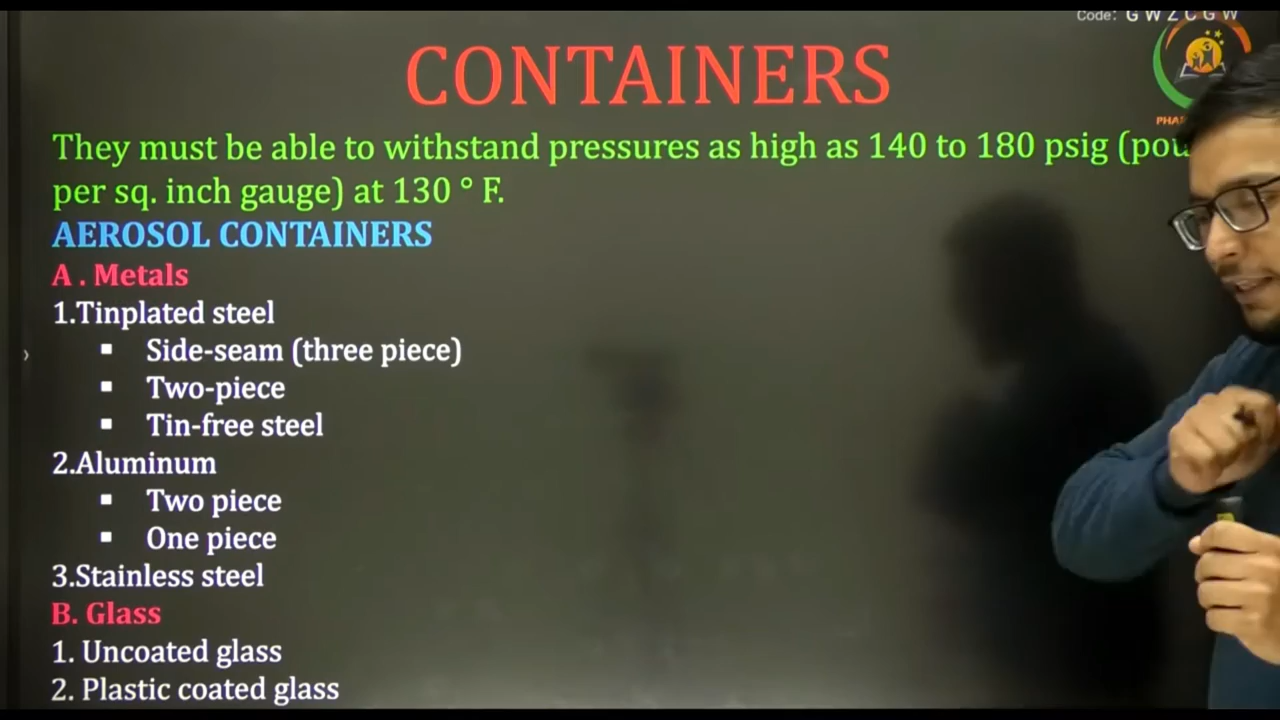 Code: G W Z C G W
CONTAINERS
They must be able to withstand pressures as high as 140 to 180 psig
per sq. inch gauge) at 130 ° F.
AEROSOL CONTAINERS
A . Metals
1.Tinplated steel
▪ Side-seam (three piece)
▪ Two-piece
▪ Tin-free steel
2.Aluminum
▪ Two piece
▪ One piece
3.Stainless steel
B. Glass
1. Uncoated glass
2. Plastic coated glass